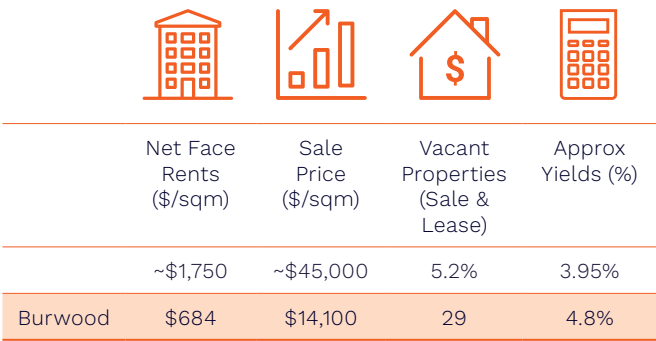 $
Net Face Rents ($/sqm)
Sale Price ($/sqm)
Vacant Properties (Sale & Lease)
Approx Yields (%)
~$1,750 ~$45,000 5.2% 3.95%
Burwood $684 $14,100 29 4.8%